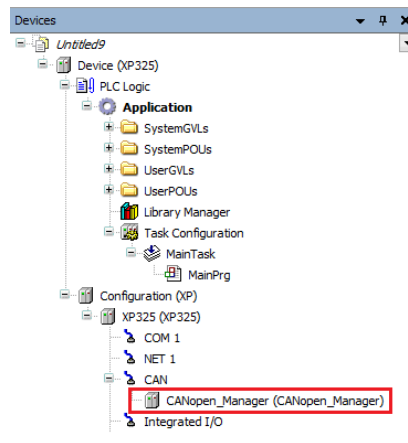 Devices
Untitled9
Device (XP325)
PLC Logic
Application
SystemGVLs
SystemPOUs
UserGVLs
UserPOUs
Library Manager
Task Configuration
MainTask
MainPrg
Configuration (XP)
XP325 (XP325)
COM 1
NET 1
CAN
CANopen_Manager (CANopen_Manager)
Integrated I/O